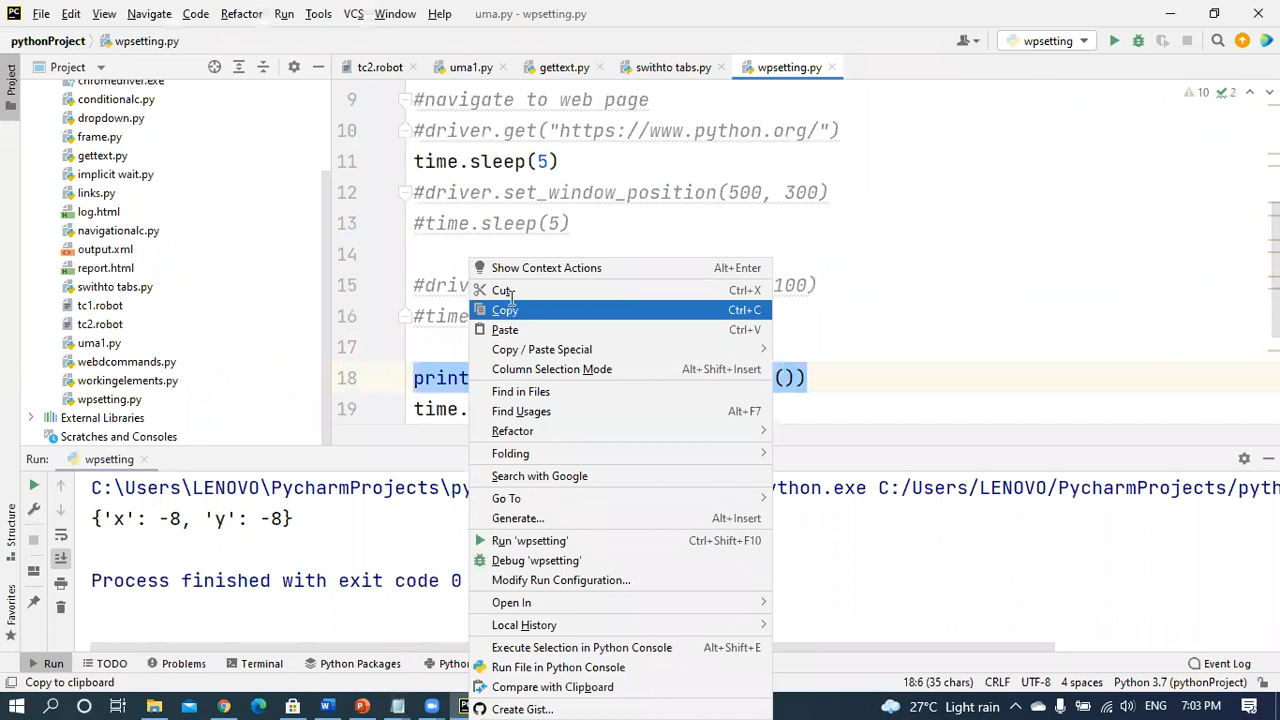 PC File Edit View Navigate Code Refactor Run Tools VCS Window Help uma.py - wpsetting.py
pythonProject wpsetting.py wpsetting
Project tc2.robot uma1.py gettext.py swithto tabs.py wpsetting.py
chromedriver.exe
conditionalc.py
dropdown.py
frame.py
gettext.py
implicit wait.py
links.py
log.html
navigationalc.py
output.xml
report.html
swithto tabs.py
tc1.robot
tc2.robot
uma1.py
webdcommands.py
workingelements.py
wpsetting.py
External Libraries
Scratches and Consoles
Project
Structure
Favorites
10 2
9 #navigate to web page
10 #driver.get("https://www.python.org/")
11 time.sleep(5)
12 #driver.set_window_position(500, 300)
13 #time.sleep(5)
14
15 #driv 100)
16 #time
17
18 print ())
19 time.
Show Context Actions Alt+Enter
Cut Ctrl+X
Copy Ctrl+C
Paste Ctrl+V
Copy / Paste Special
Column Selection Mode Alt+Shift+Insert
Find in Files
Find Usages Alt+F7
Refactor
Folding
Search with Google
Go To
Generate... Alt+Insert
Run 'wpsetting' Ctrl+Shift+F10
Debug 'wpsetting'
Modify Run Configuration...
Open In
Local History
Execute Selection in Python Console Alt+Shift+E
Run File in Python Console
Compare with Clipboard
Create Gist...
Run: wpsetting
C:\Users\LENOVO\PycharmProjects\py thon.exe C:/Users/LENOVO/PycharmProjects/pyth
{'x': -8, 'y': -8}
Process finished with exit code 0
Run TODO Problems Terminal Python Packages Pytho Event Log
Copy to clipboard 18:6 (35 chars) CRLF UTF-8 4 spaces Python 3.7 (pythonProject)
27°C Light rain ENG 7:03 PM